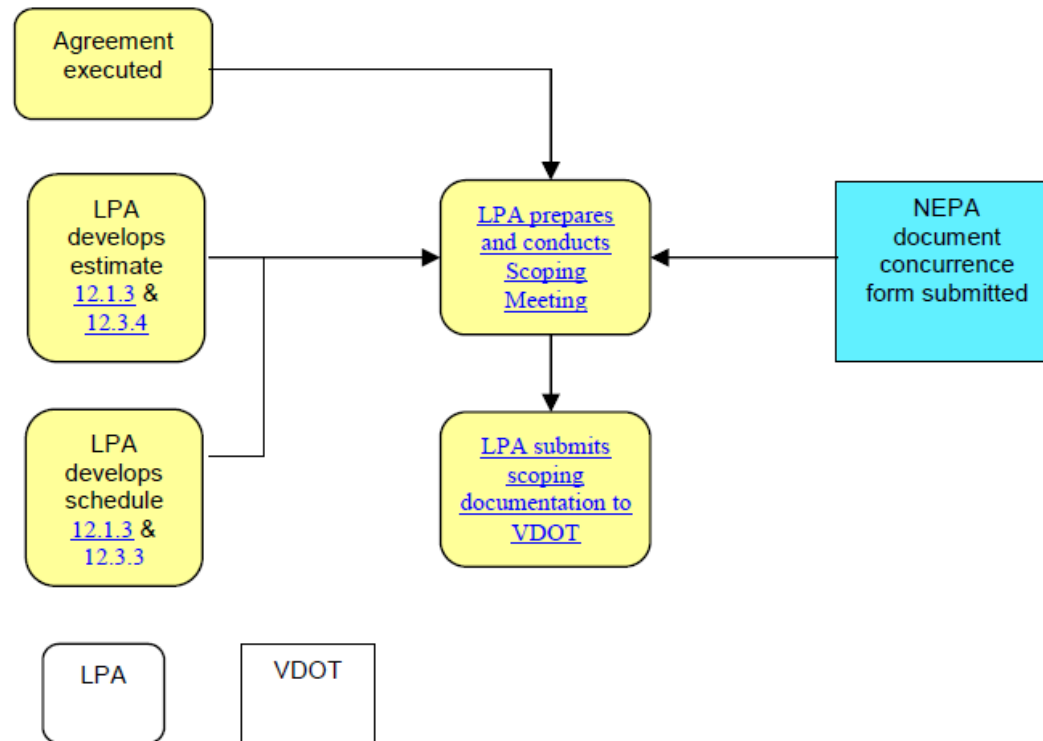 Agreement
executed
LPA
develops
estimate
12.1.3 &
12.3.4
LPA prepares
and conducts
Scoping
Meeting
NEPA
document
concurrence
form submitted
LPA
develops
schedule
12.1.3 &
12.3.3
LPA submits
scoping
documentation to
VDOT
LPA
VDOT